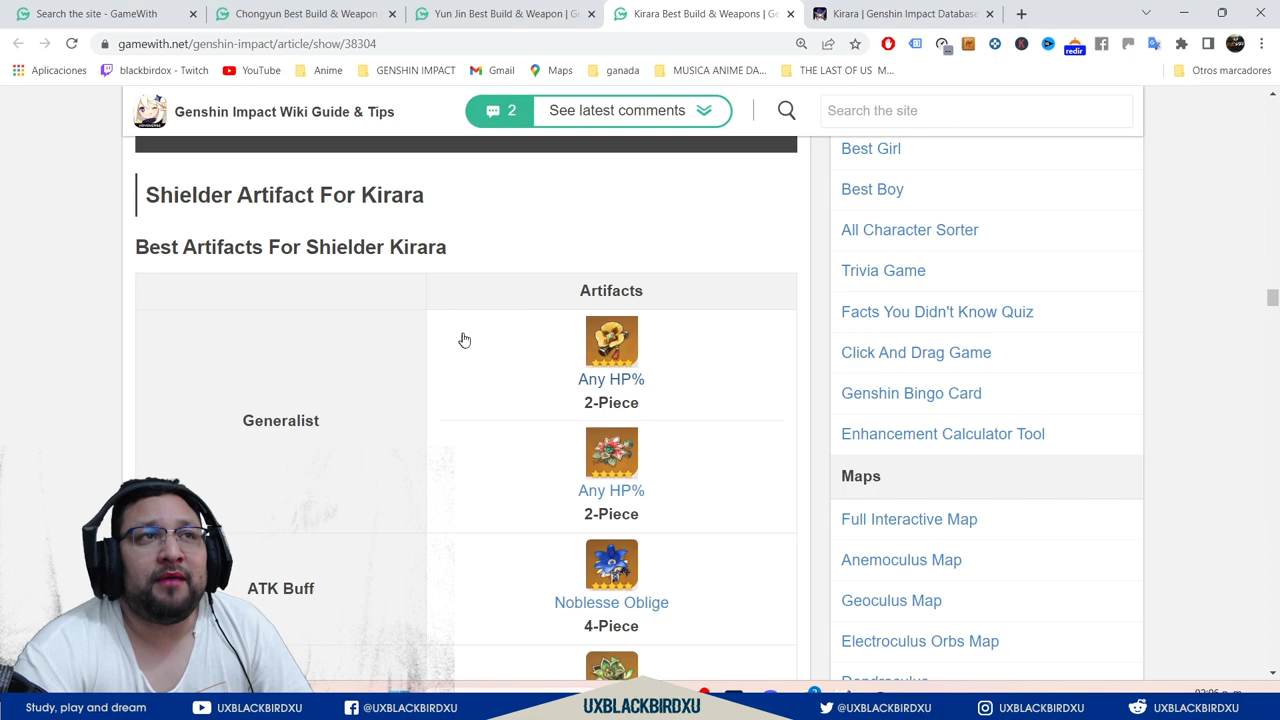 Search the site - GameWith
Chongyun Best Build & Weapon |
Yun Jin Best Build & Weapon | G
Kirara Best Build & Weapons | Ge
Kirara | Genshin Impact Database
gamewith.net/genshin-impact/article/show/38304
redir
Aplicaciones
blackbirdox - Twitch
YouTube
Anime
GENSHIN IMPACT
Gmail
Maps
ganada
MUSICA ANIME DA...
THE LAST OF US M...
Otros marcadores
Genshin Impact Wiki Guide & Tips
2
See latest comments
Search the site
Shielder Artifact For Kirara
Best Artifacts For Shielder Kirara
Artifacts
Generalist
Any HP%
2-Piece
Any HP%
2-Piece
ATK Buff
Noblesse Oblige
4-Piece
Best Girl
Best Boy
All Character Sorter
Trivia Game
Facts You Didn't Know Quiz
Click And Drag Game
Genshin Bingo Card
Enhancement Calculator Tool
Maps
Full Interactive Map
Anemoculus Map
Geoculus Map
Electroculus Orbs Map
Study, play and dream
UXBLACKBIRDXU
@UXBLACKBIRDXU
UXBLACKBIRDXU
@UXBLACKBIRDXU
UXBLACKBIRDXU
UXBLACKBIRDXU